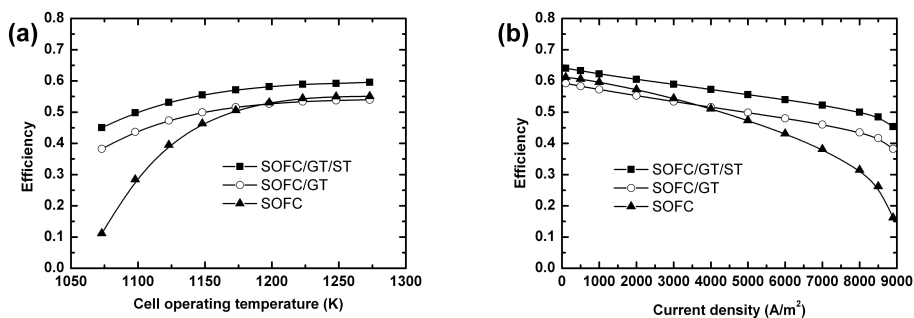 (a)
Efficiency
0.8
0.7
0.6
0.5
0.4
0.3
0.2
0.1
0.0
SOFC/GT/ST
SOFC/GT
SOFC
1050 1100 1150 1200 1250 1300
Cell operating temperature (K)
(b)
Efficiency
0.8
0.7
0.6
0.5
0.4
0.3
0.2
0.1
0.0
SOFC/GT/ST
SOFC/GT
SOFC
0 1000 2000 3000 4000 5000 6000 7000 8000 9000
Current density (A/m²)